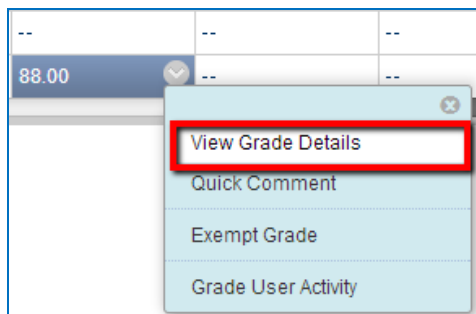 -- -- --
88.00 -- --
View Grade Details
Quick Comment
Exempt Grade
Grade User Activity